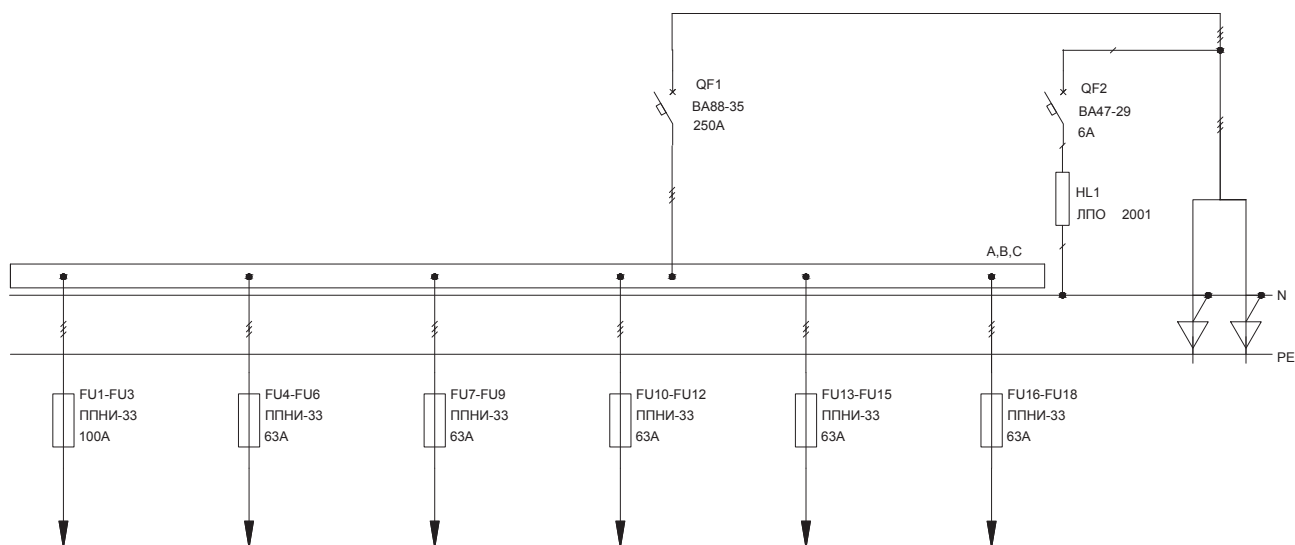 QF1
ВА88-35
250А
QF2
ВА47-29
6А
HL1
ЛПО 2001
A,B,C
N
PE
FU1-FU3
ППНИ-33
100А
FU4-FU6
ППНИ-33
63А
FU7-FU9
ППНИ-33
63А
FU10-FU12
ППНИ-33
63А
FU13-FU15
ППНИ-33
63А
FU16-FU18
ППНИ-33
63А